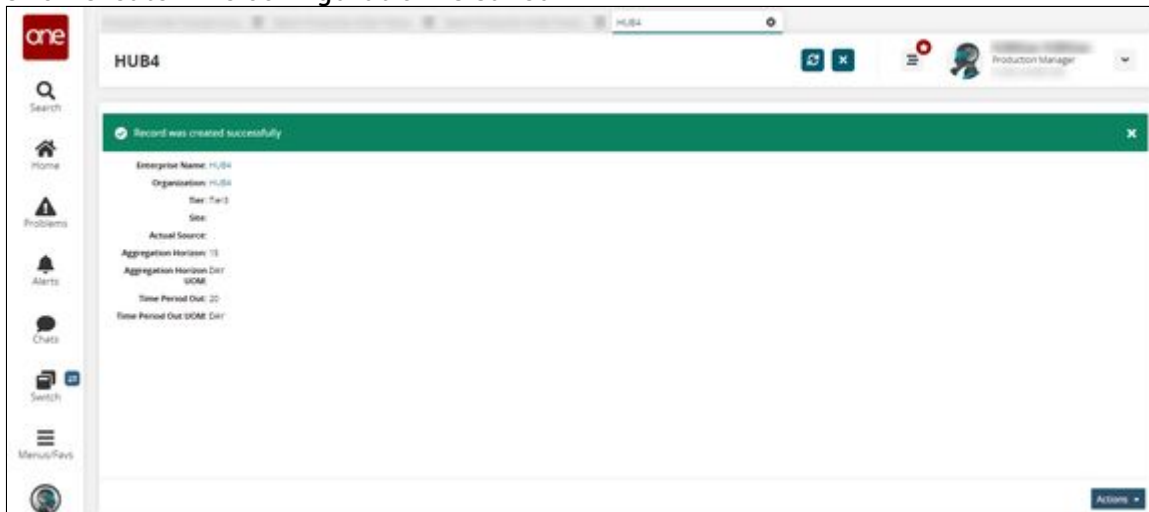 one
HUB4
HUB4
Production Manager
Search
Home
Problems
Alerts
Chats
Switch
Menus/Favs
Record was created successfully
Enterprise Name: HUB4
Organization: HUB4
Tier: Tier3
Site:
Actual Source:
Aggregation Horizon: 15
Aggregation Horizon DAY
UOM:
Time Period Out: 20
Time Period Out UOM: DAY
Actions